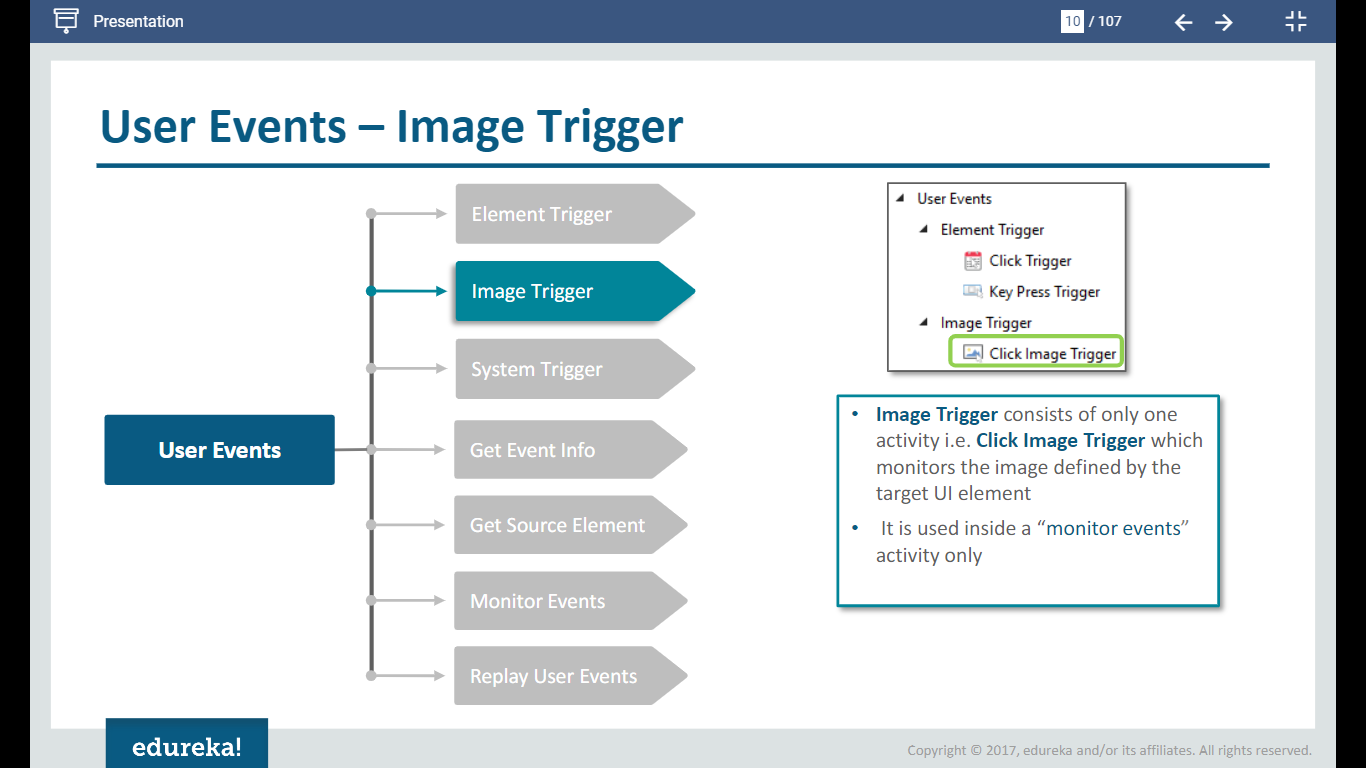 Presentation
10 / 107
User Events – Image Trigger
Element Trigger
Image Trigger
System Trigger
User Events
Get Event Info
Get Source Element
Monitor Events
Replay User Events
User Events
Element Trigger
Click Trigger
Key Press Trigger
Image Trigger
Click Image Trigger
• Image Trigger consists of only one
activity i.e. Click Image Trigger which
monitors the image defined by the
target UI element
• It is used inside a “monitor events”
activity only
edureka!
Copyright © 2017, edureka and/or its affiliates. All rights reserved.